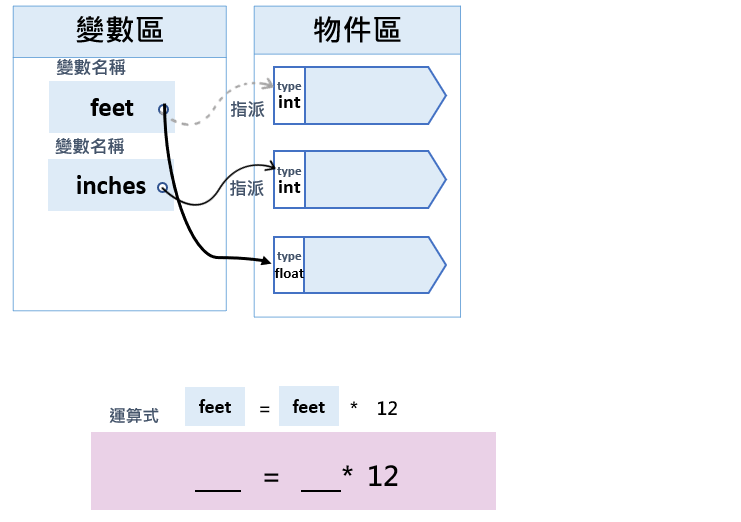 變數區
物件區
變數名稱
feet
type
int
指派
變數名稱
inches
type
int
指派
type
float
運算式
feet = feet * 12
___ = ___* 12